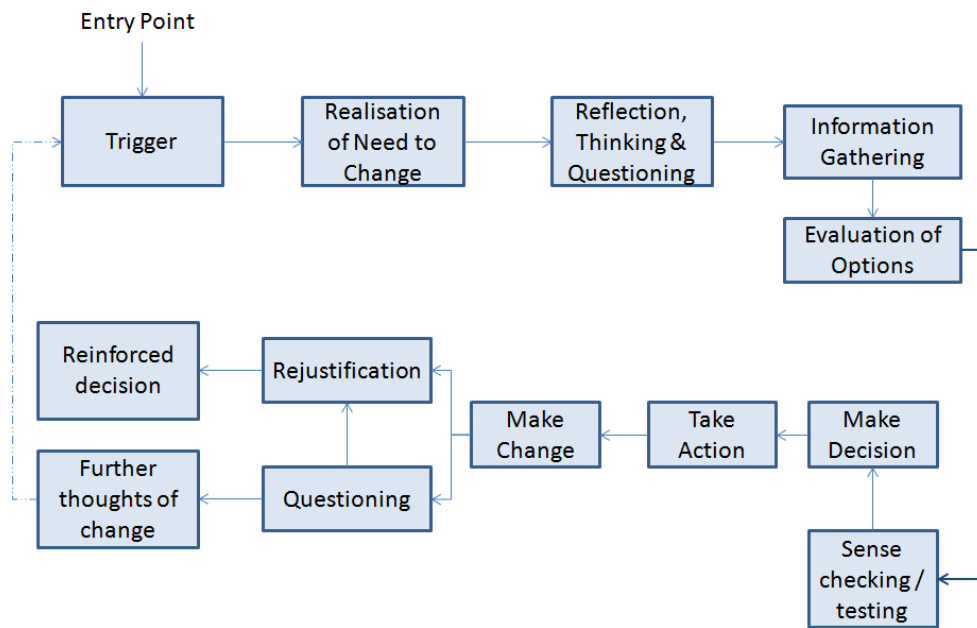 Entry Point
Trigger
Realisation
of Need to
Change
Reflection,
Thinking &
Questioning
Information
Gathering
Evaluation of
Options
Reinforced
decision
Rejustification
Make
Change
Take
Action
Make
Decision
Further
thoughts of
change
Questioning
Sense
checking /
testing